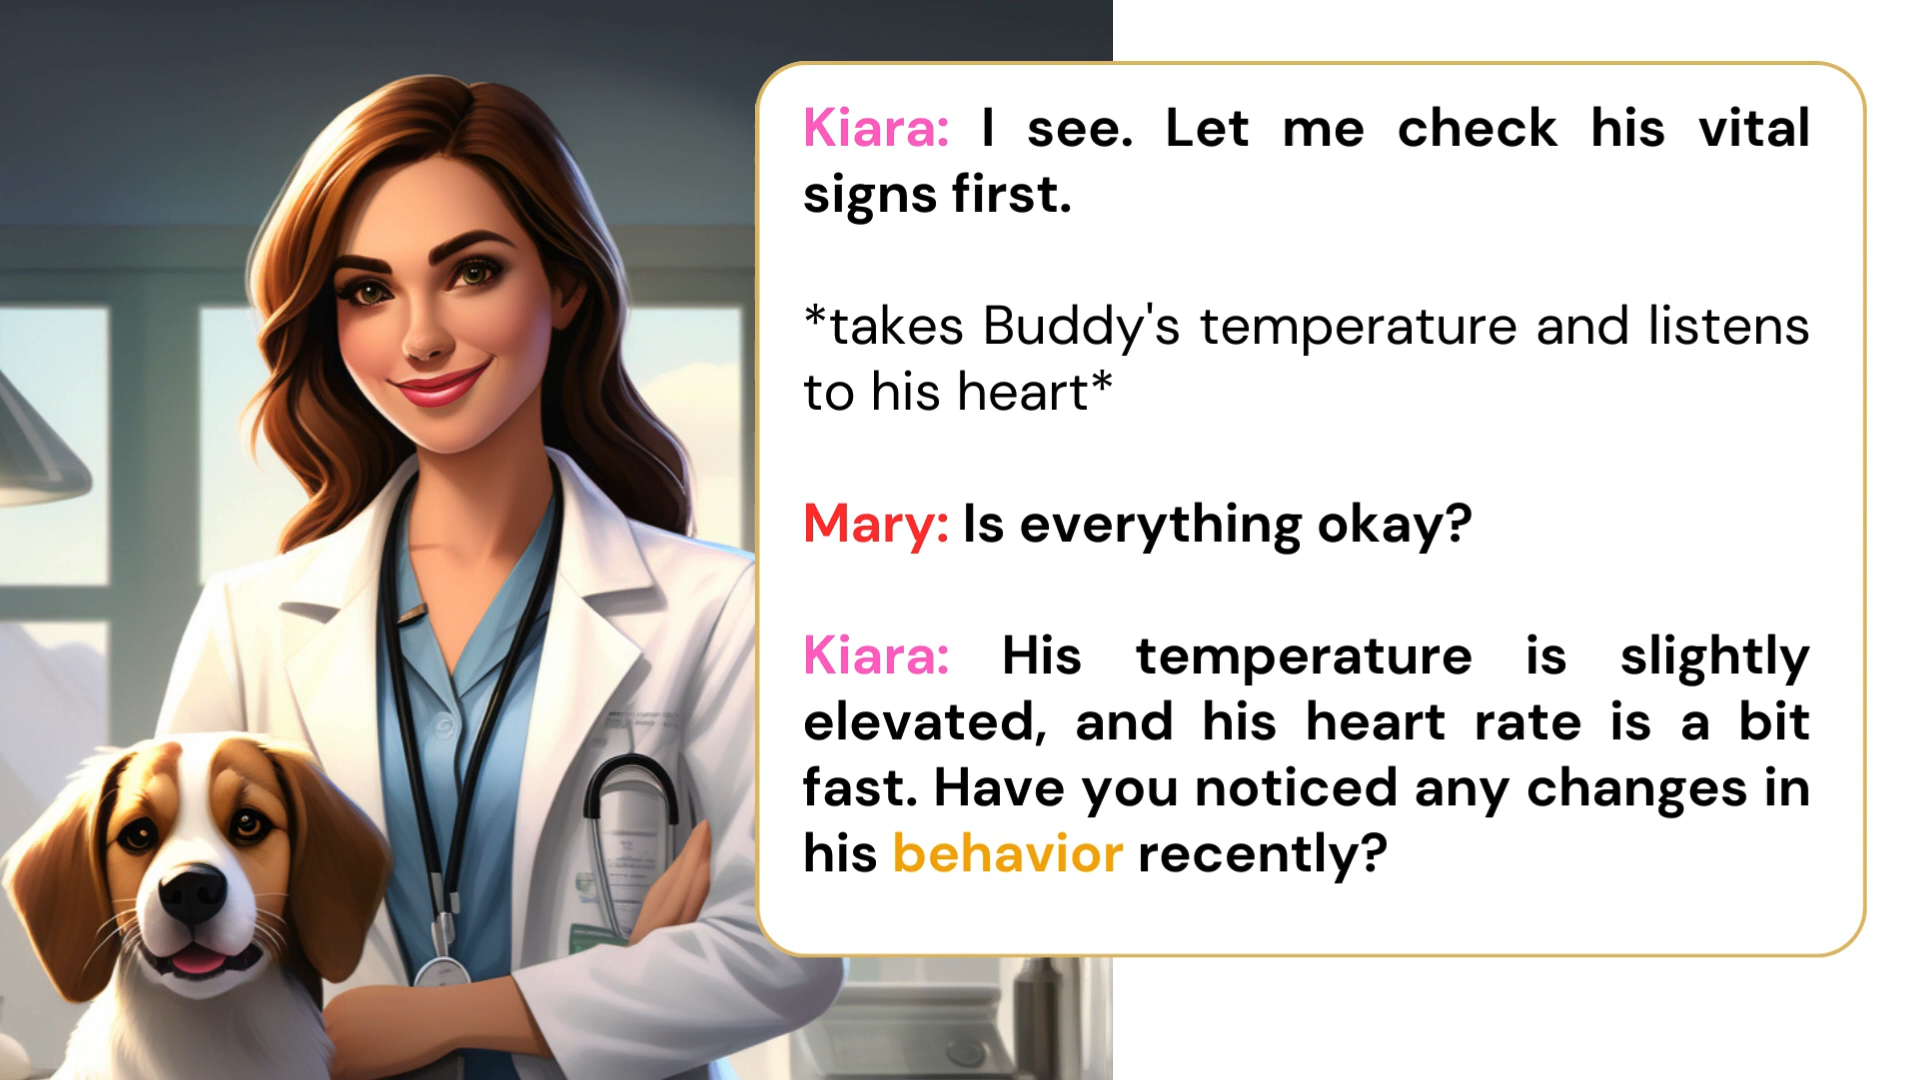 Kiara: I see. Let me check his vital
signs first.
*takes Buddy's temperature and listens
to his heart*
Mary: Is everything okay?
Kiara: His temperature is slightly
elevated, and his heart rate is a bit
fast. Have you noticed any changes in
his behavior recently?